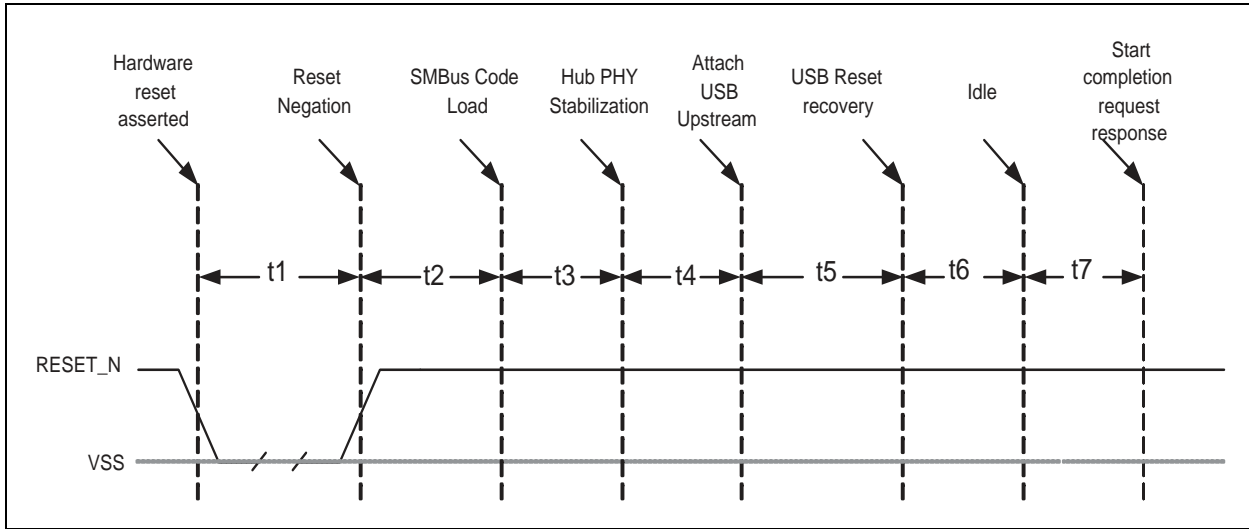 Hardware
reset
asserted
Reset
Negation
SMBus Code
Load
Hub PHY
Stabilization
Attach
USB
Upstream
USB Reset
recovery
Idle
Start
completion
request
response
t1
t2
t3
t4
t5
t6
t7
RESET_N
VSS